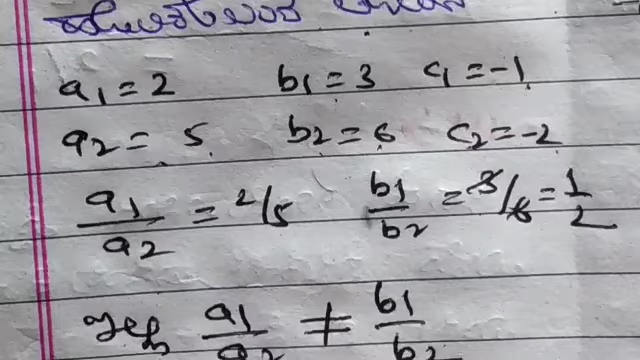 a1 = 2 b1 = 3 c1 = -1
a2 = 5 b2 = 6 c2 = -2
a1/a2 = 2/5 b1/b2 = 3/6 = 1/2
a1/a2 ≠ b1/b2